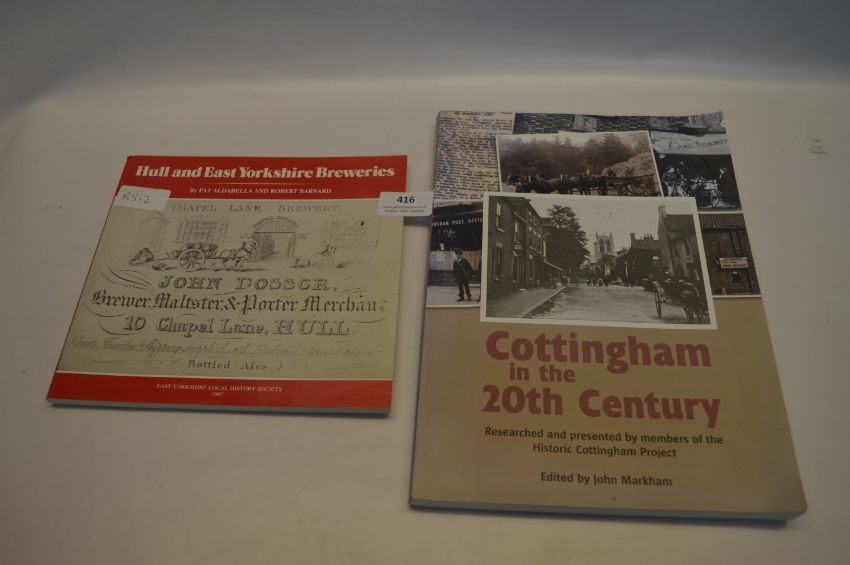 Hull and East Yorkshire Breweries
By PAT ALDABELLA AND ROBERT BARNARD
R512
416
CHAPEL LANE BREWERY.
JOHN DOSSOR,
Brewer, Maltster, & Porter Merchant
10 Chapel Lane, HULL
Bottled Ales,
EAST YORKSHIRE LOCAL HISTORY SOCIETY
1997
POST OFFICE
Cottingham
in the
20th Century
Researched and presented by members of the
Historic Cottingham Project
Edited by John Markham